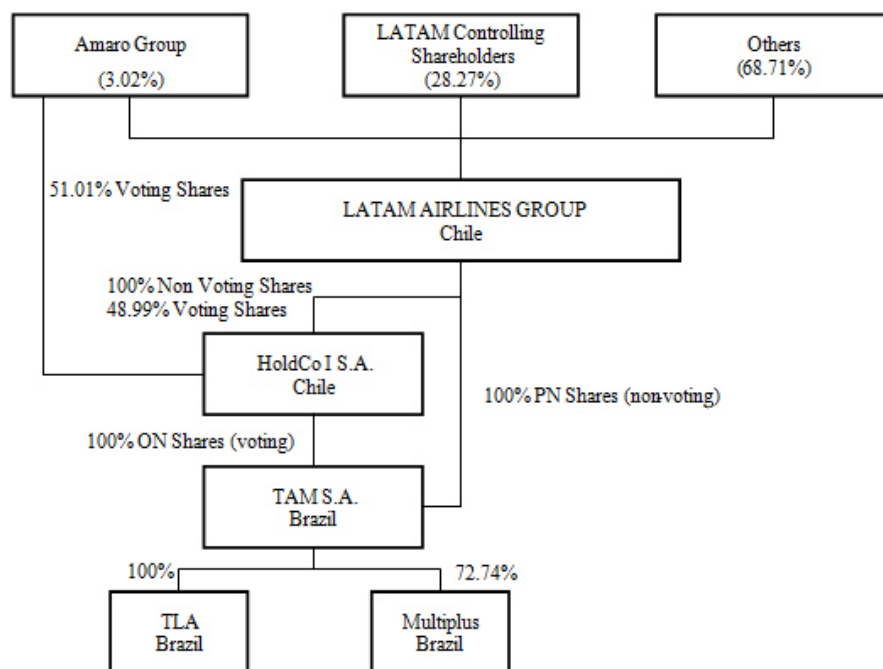 Amaro Group
(3.02%)
LATAM Controlling
Shareholders
(28.27%)
Others
(68.71%)
51.01% Voting Shares
LATAM AIRLINES GROUP
Chile
100% Non Voting Shares
48.99% Voting Shares
HoldCo I S.A.
Chile
100% PN Shares (non-voting)
100% ON Shares (voting)
TAM S.A.
Brazil
100%
72.74%
TLA
Brazil
Multiplus
Brazil